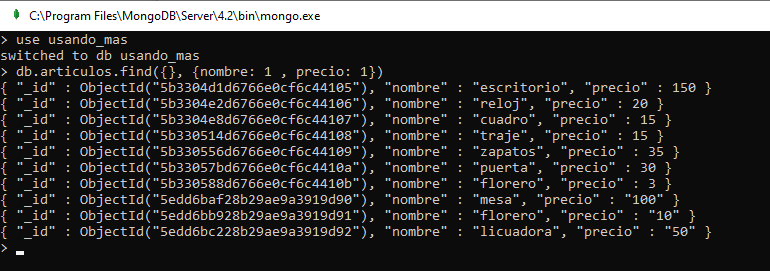 C:\Program Files\MongoDB\Server\4.2\bin\mongo.exe
> use usando_mas
switched to db usando_mas
> db.articulos.find({}, {nombre: 1 , precio: 1})
{ "_id" : ObjectId("5b3304d1d6766e0cf6c44105"), "nombre" : "escritorio", "precio" : 150 }
{ "_id" : ObjectId("5b3304e2d6766e0cf6c44106"), "nombre" : "reloj", "precio" : 20 }
{ "_id" : ObjectId("5b3304e8d6766e0cf6c44107"), "nombre" : "cuadro", "precio" : 15 }
{ "_id" : ObjectId("5b330514d6766e0cf6c44108"), "nombre" : "traje", "precio" : 15 }
{ "_id" : ObjectId("5b330556d6766e0cf6c44109"), "nombre" : "zapatos", "precio" : 35 }
{ "_id" : ObjectId("5b33057bd6766e0cf6c4410a"), "nombre" : "puerta", "precio" : 30 }
{ "_id" : ObjectId("5b330588d6766e0cf6c4410b"), "nombre" : "florero", "precio" : 3 }
{ "_id" : ObjectId("5edd6baf28b29ae9a3919d90"), "nombre" : "mesa", "precio" : "100" }
{ "_id" : ObjectId("5edd6bb928b29ae9a3919d91"), "nombre" : "florero", "precio" : "10" }
{ "_id" : ObjectId("5edd6bc228b29ae9a3919d92"), "nombre" : "licuadora", "precio" : "50" }
>